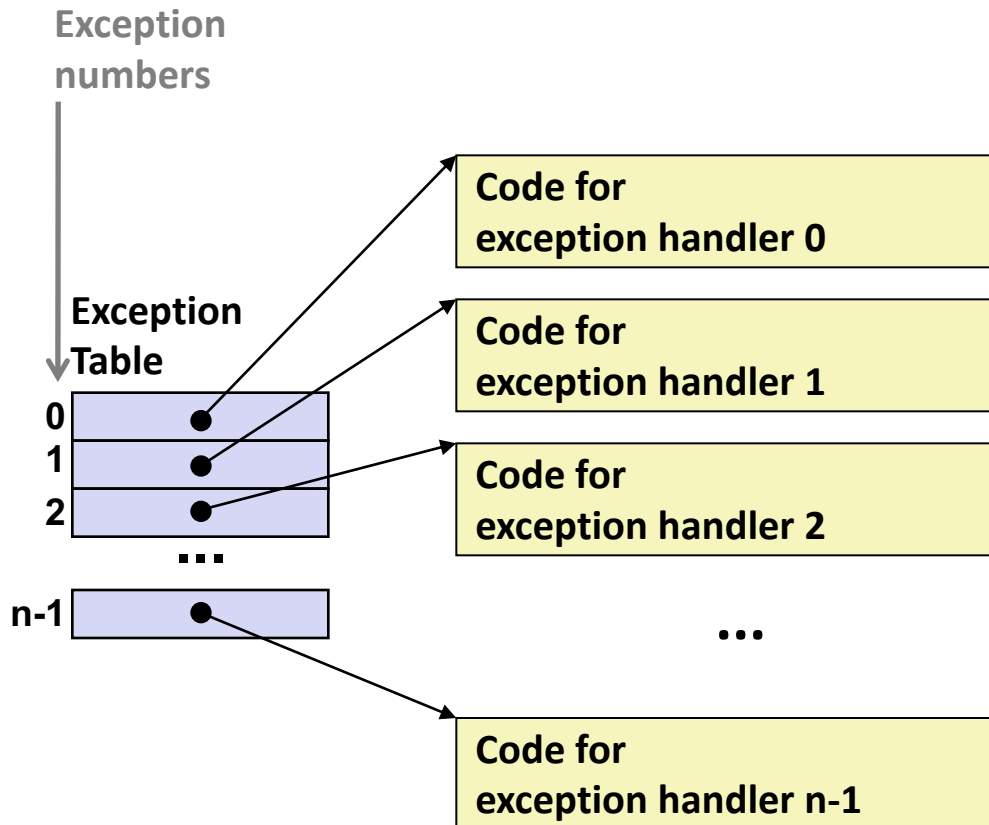 Exception
numbers
Code for
exception handler 0
Exception
Table
Code for
exception handler 1
0
1
2
Code for
exception handler 2
...
n-1
...
Code for
exception handler n-1